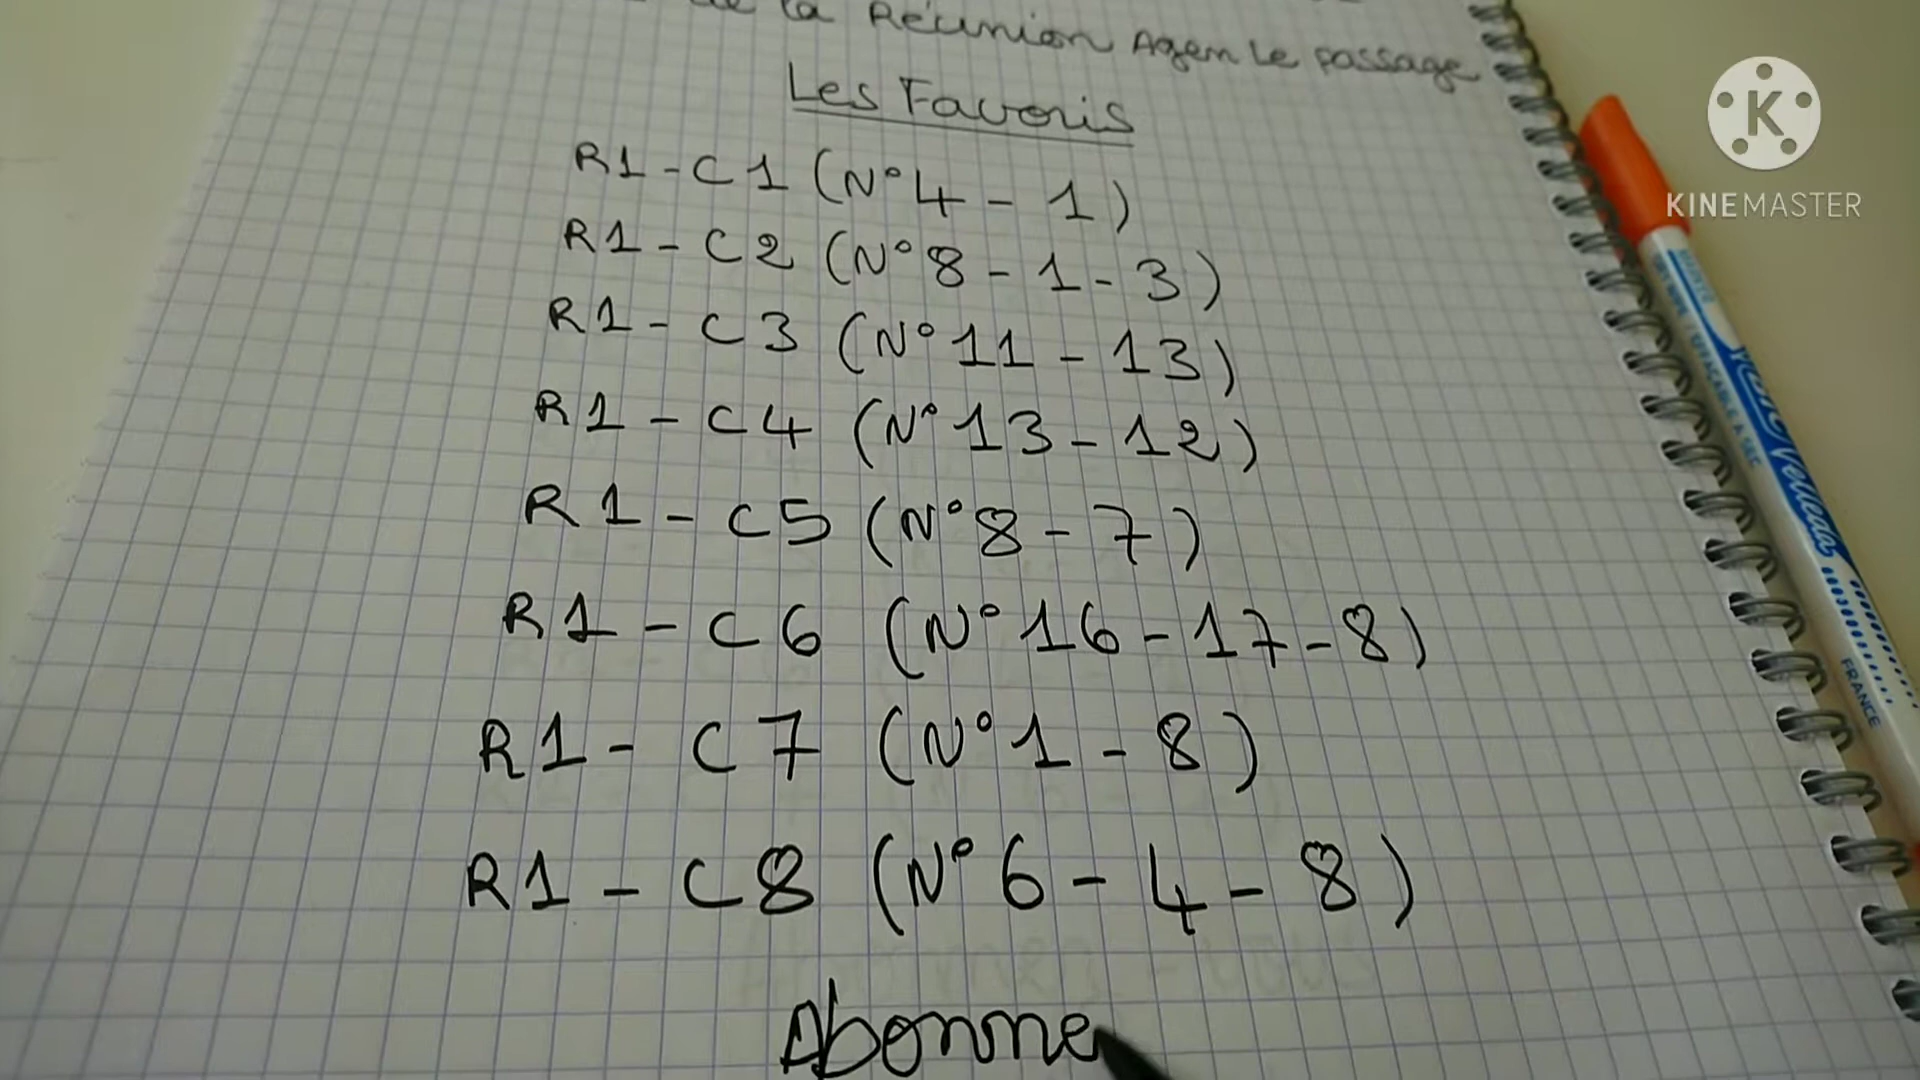 la Réunion Agen Le passage
Les Favoris
R1-C1 (N°4-1)
R1-C2 (N°8-1-3)
R1-C3 (N°11-13)
R1-C4 (N°13-12)
R1-C5 (N°8-7)
R1-C6 (N°16-17-8)
R1-C7 (N°1-8)
R1-C8 (N°6-4-8)
Abonne
K
KINEMASTER
Velleda
FRANCE